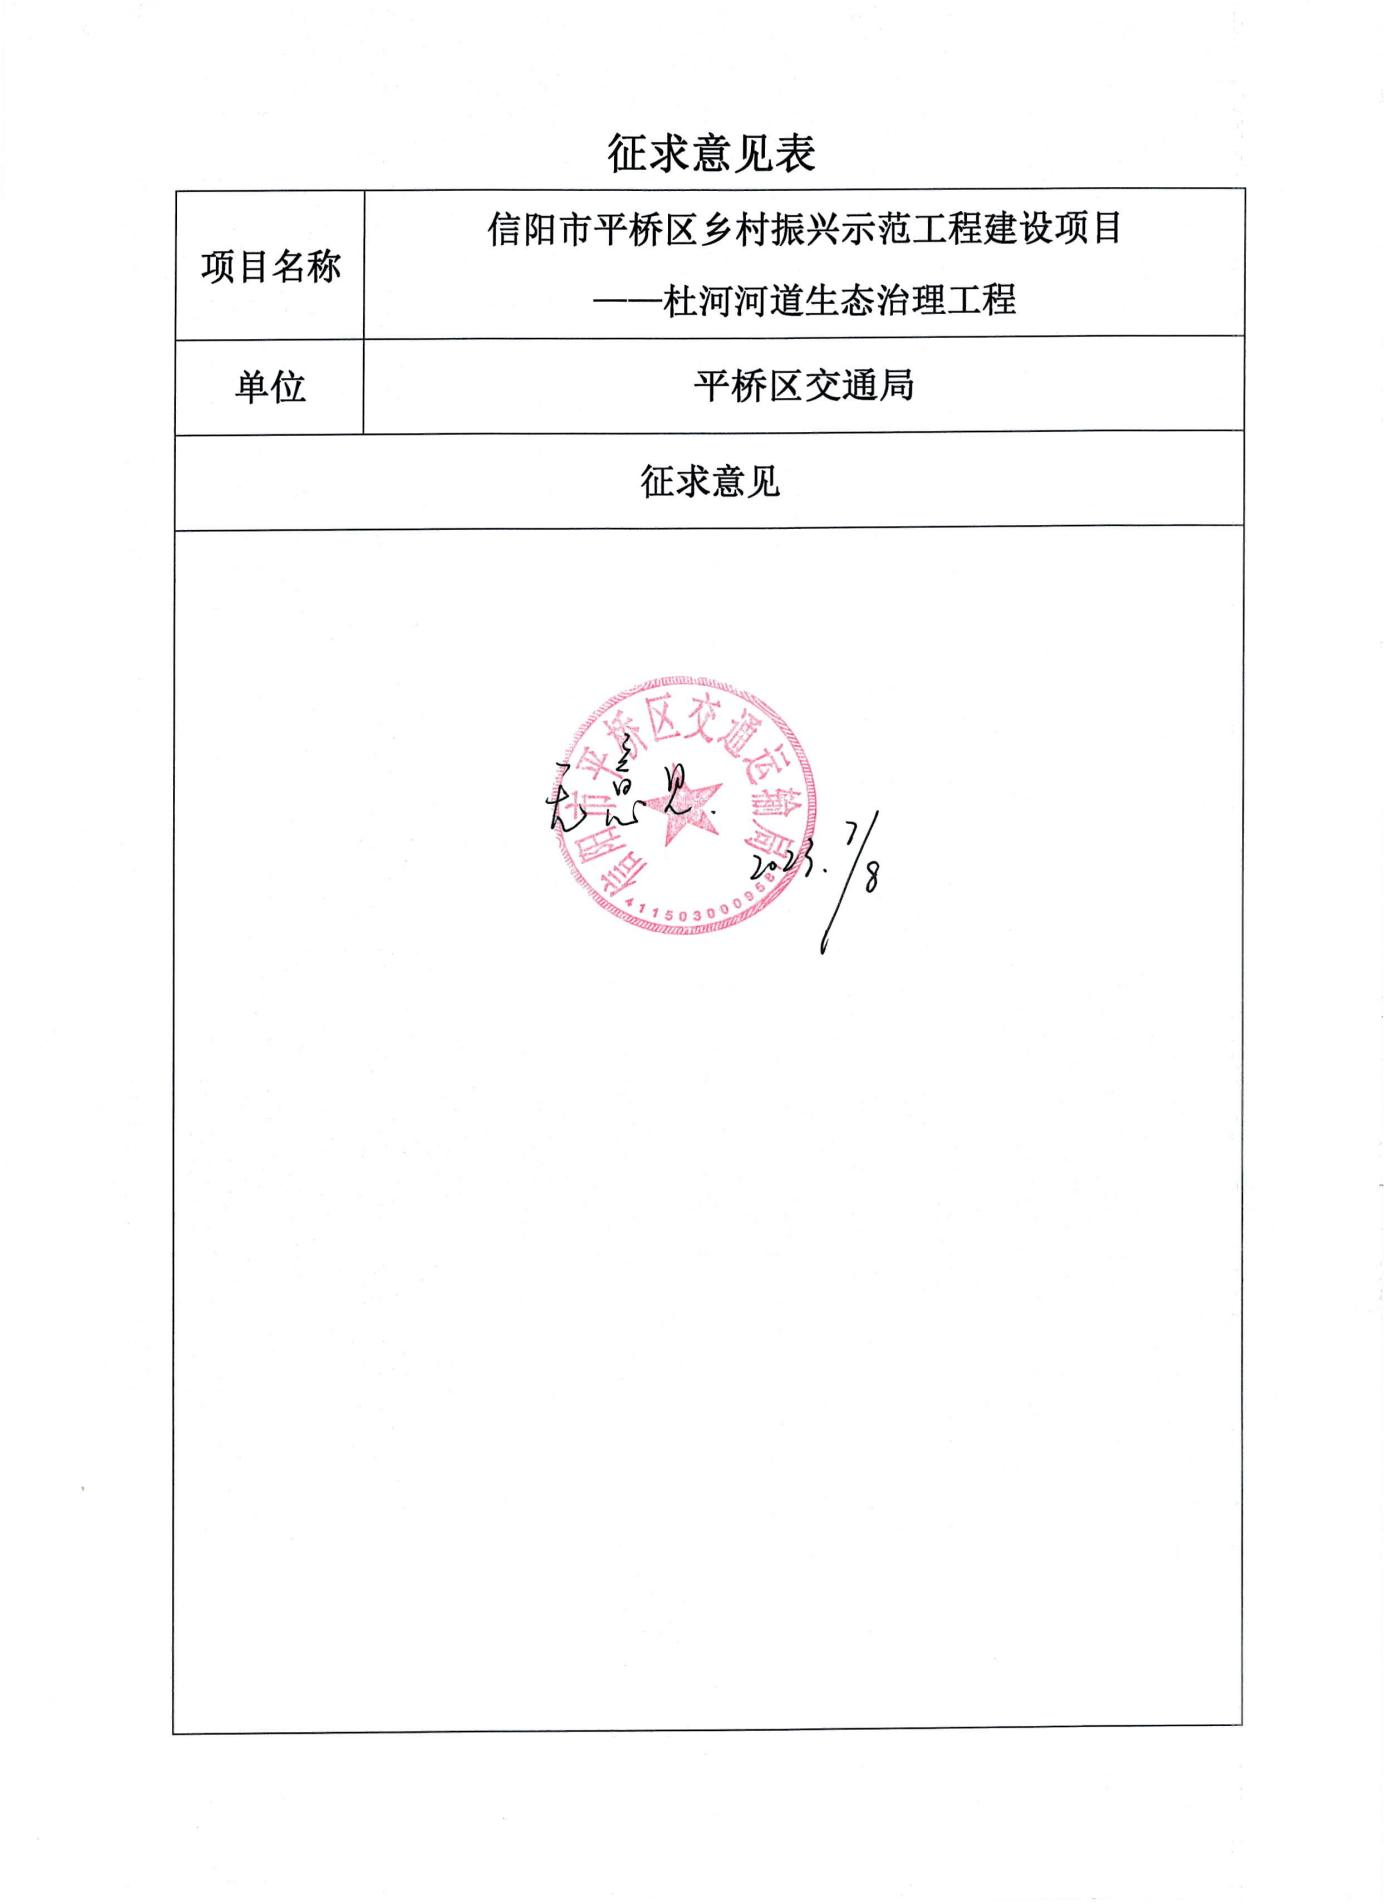 征求意见表
项目名称
信阳市平桥区乡村振兴示范工程建设项目
——杜河河道生态治理工程
单位
平桥区交通局
征求意见
信阳市平桥区交通运输局
无意见.
2023. 7/8